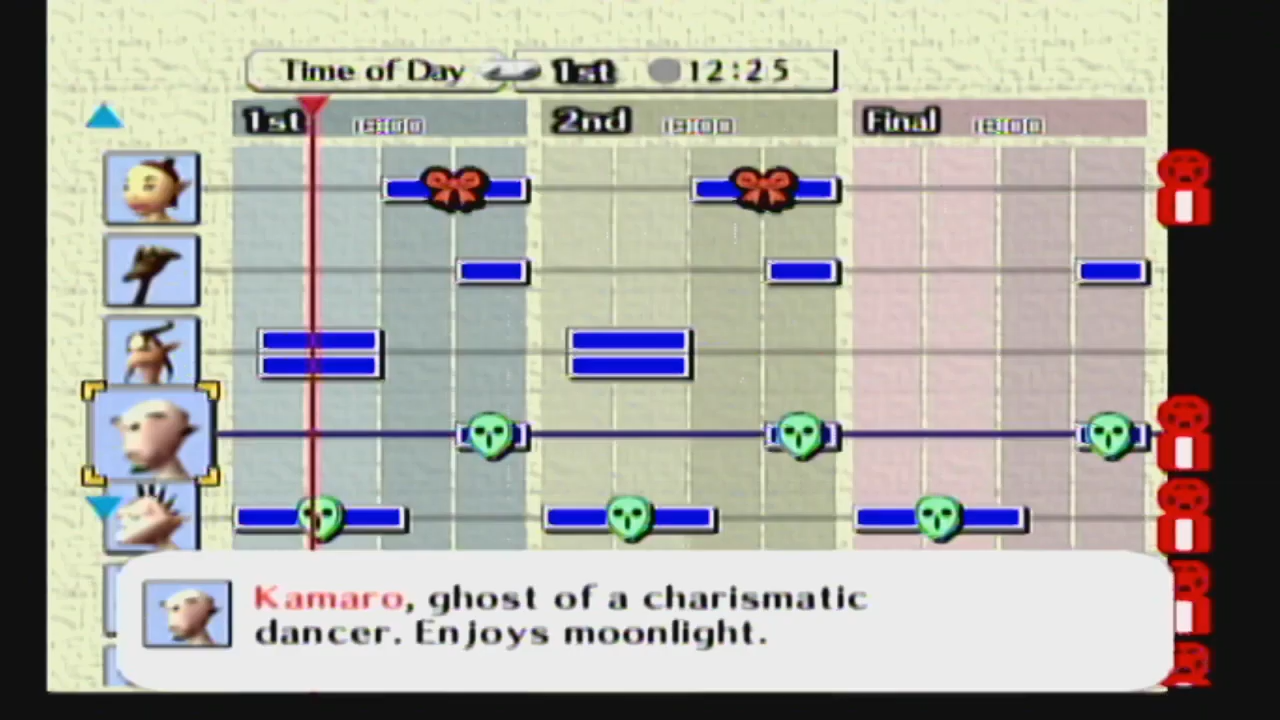 Time of Day 1st 12:25
1st 18:00 2nd 18:00 Final 18:00
Kamaro, ghost of a charismatic
dancer. Enjoys moonlight.